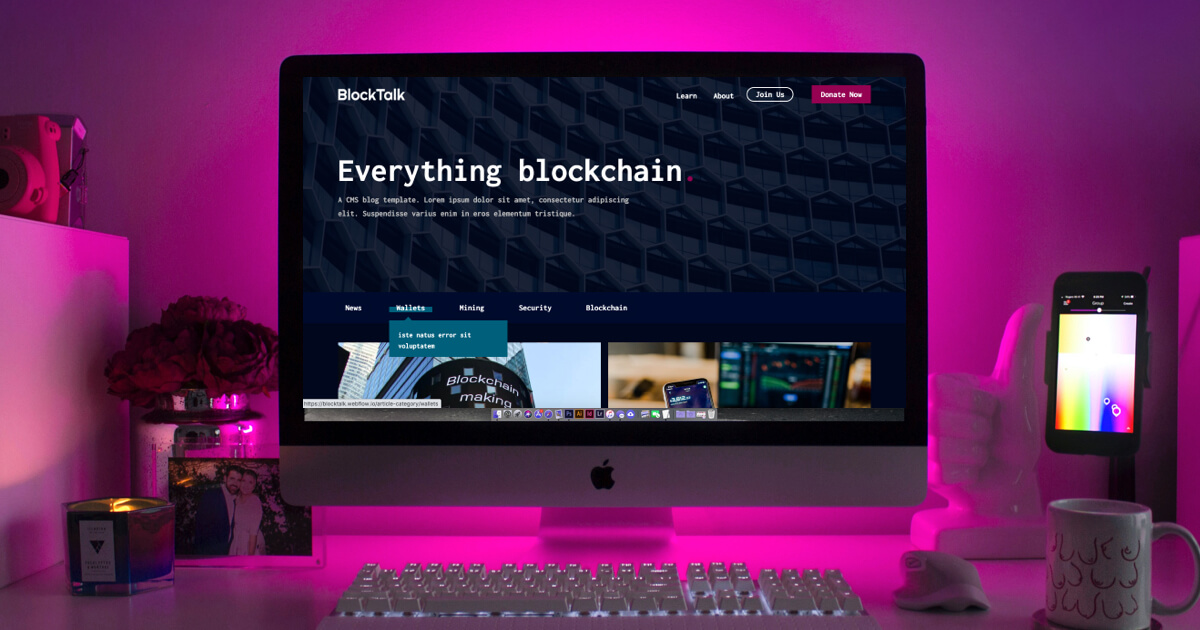 BlockTalk
Learn
About
Join Us
Donate Now
Everything blockchain.
A CMS blog template. Lorem ipsum dolor sit amet, consectetur adipiscing
elit. Suspendisse varius enim in eros elementum tristique.
News
Wallets
Mining
Security
Blockchain
iste natus error sit
voluptatem
Blockchain
making
https://blocktalk.webflow.io/article-category/wallets
Group